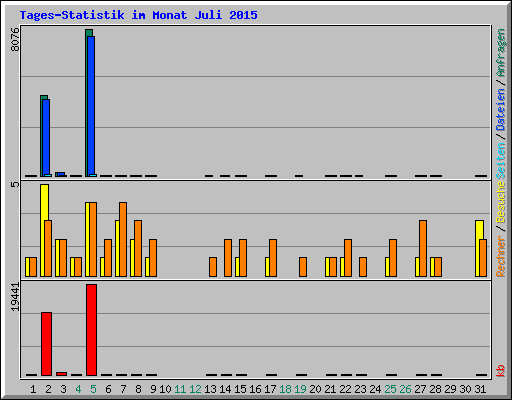 Tages-Statistik im Monat Juli 2015
8076
5
19441
Rechner / Besuche Seiten / Dateien / Anfragen
kb
1 2 3 4 5 6 7 8 9 10 11 12 13 14 15 16 17 18 19 20 21 22 23 24 25 26 27 28 29 30 31